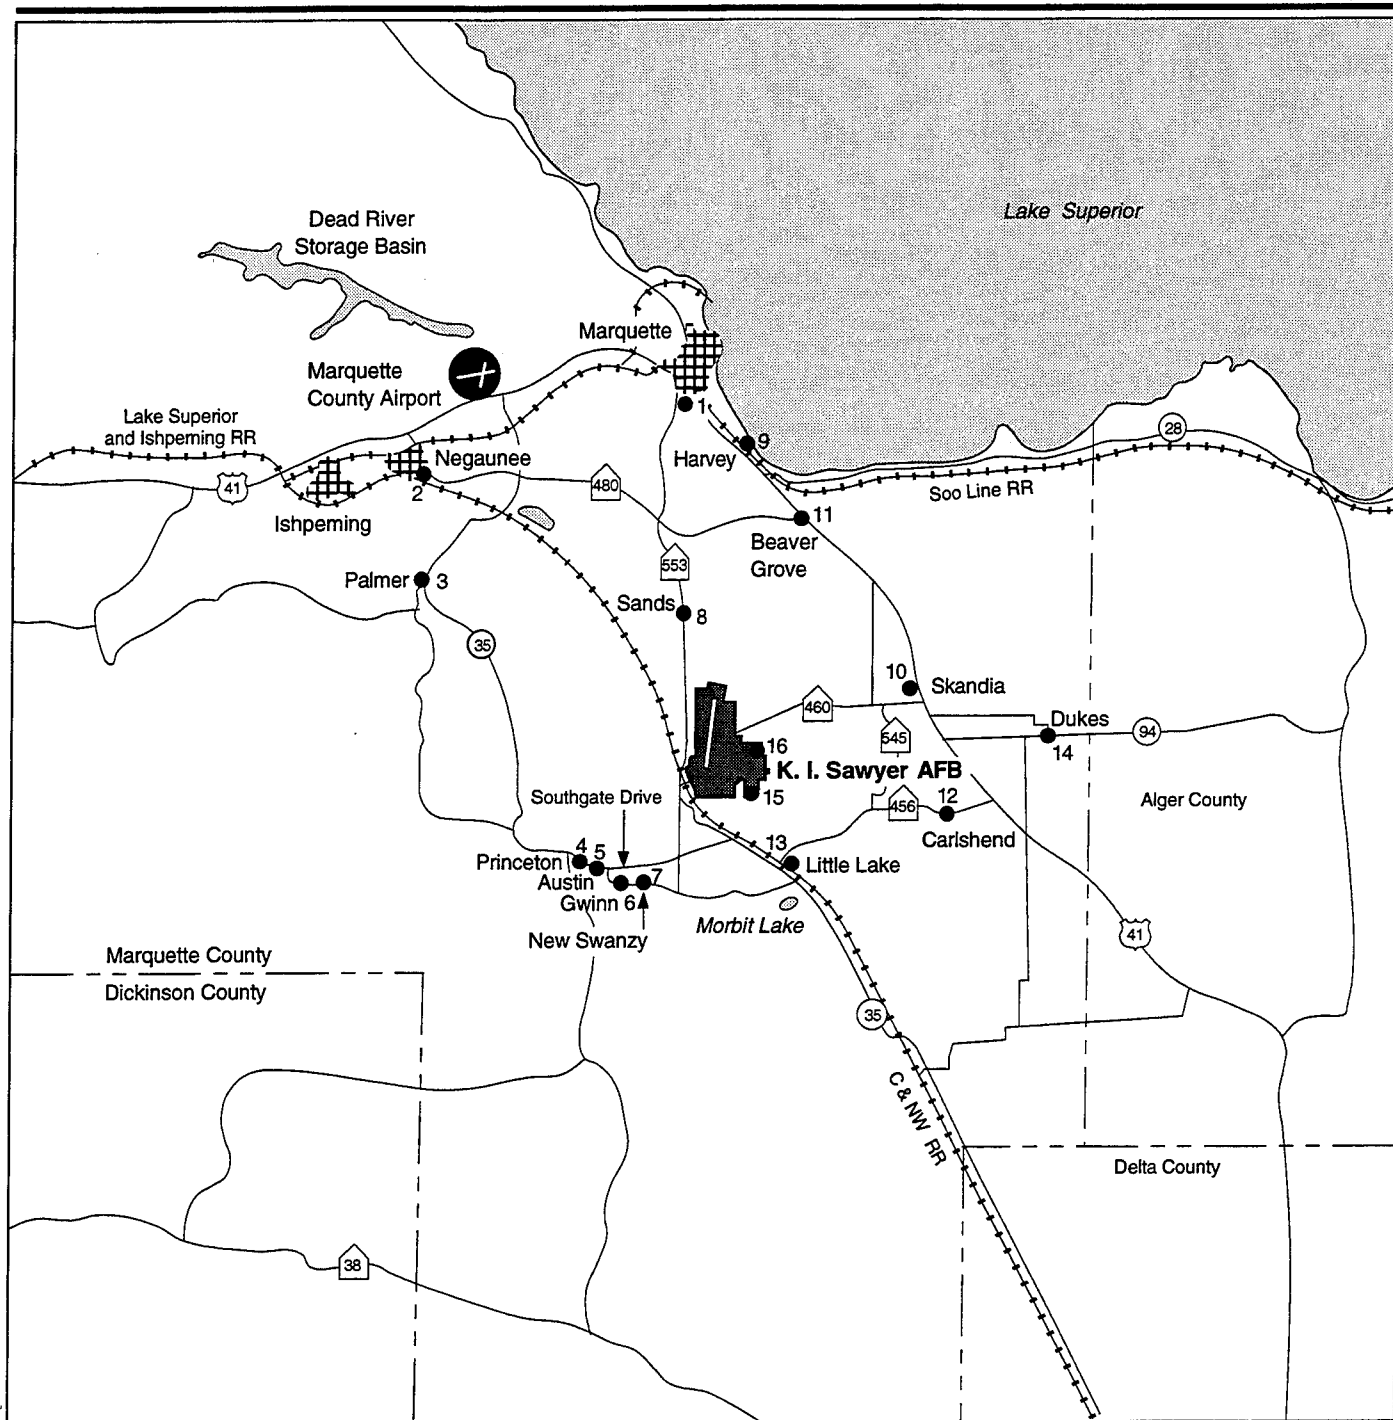 Lake Superior
Dead River
Storage Basin
Marquette
Marquette
County Airport
1
Lake Superior
and Ishpeming RR
28
9
Harvey
Negaunee
41
2
480
Soo Line RR
Ishpeming
11
Beaver
Grove
553
Palmer
3
Sands
8
35
10
Skandia
460
Dukes
545
94
14
16
K. I. Sawyer AFB
15
Southgate Drive
456
12
Alger County
Carlshend
4
5
13
Princeton
Little Lake
Austin
7
Gwinn 6
Morbit Lake
New Swanzy
41
Marquette County
Dickinson County
35
C & NW RR
Delta County
38